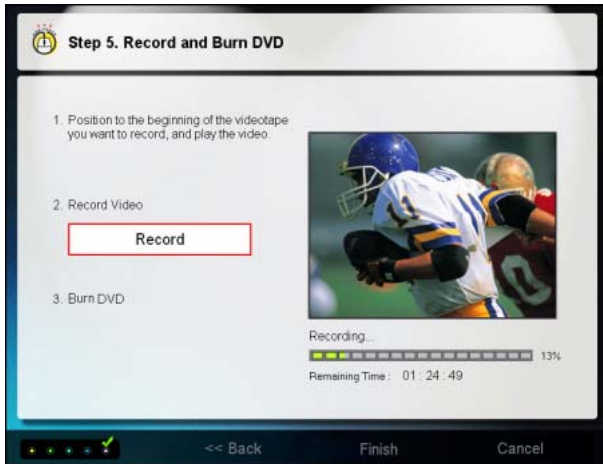 Step 5. Record and Burn DVD
1. Position to the beginning of the videotape
you want to record, and play the video.
2. Record Video
Record
3. Burn DVD
11
0
Recording...
13%
Remaining Time : 01 : 24 : 49
<< Back
Finish
Cancel